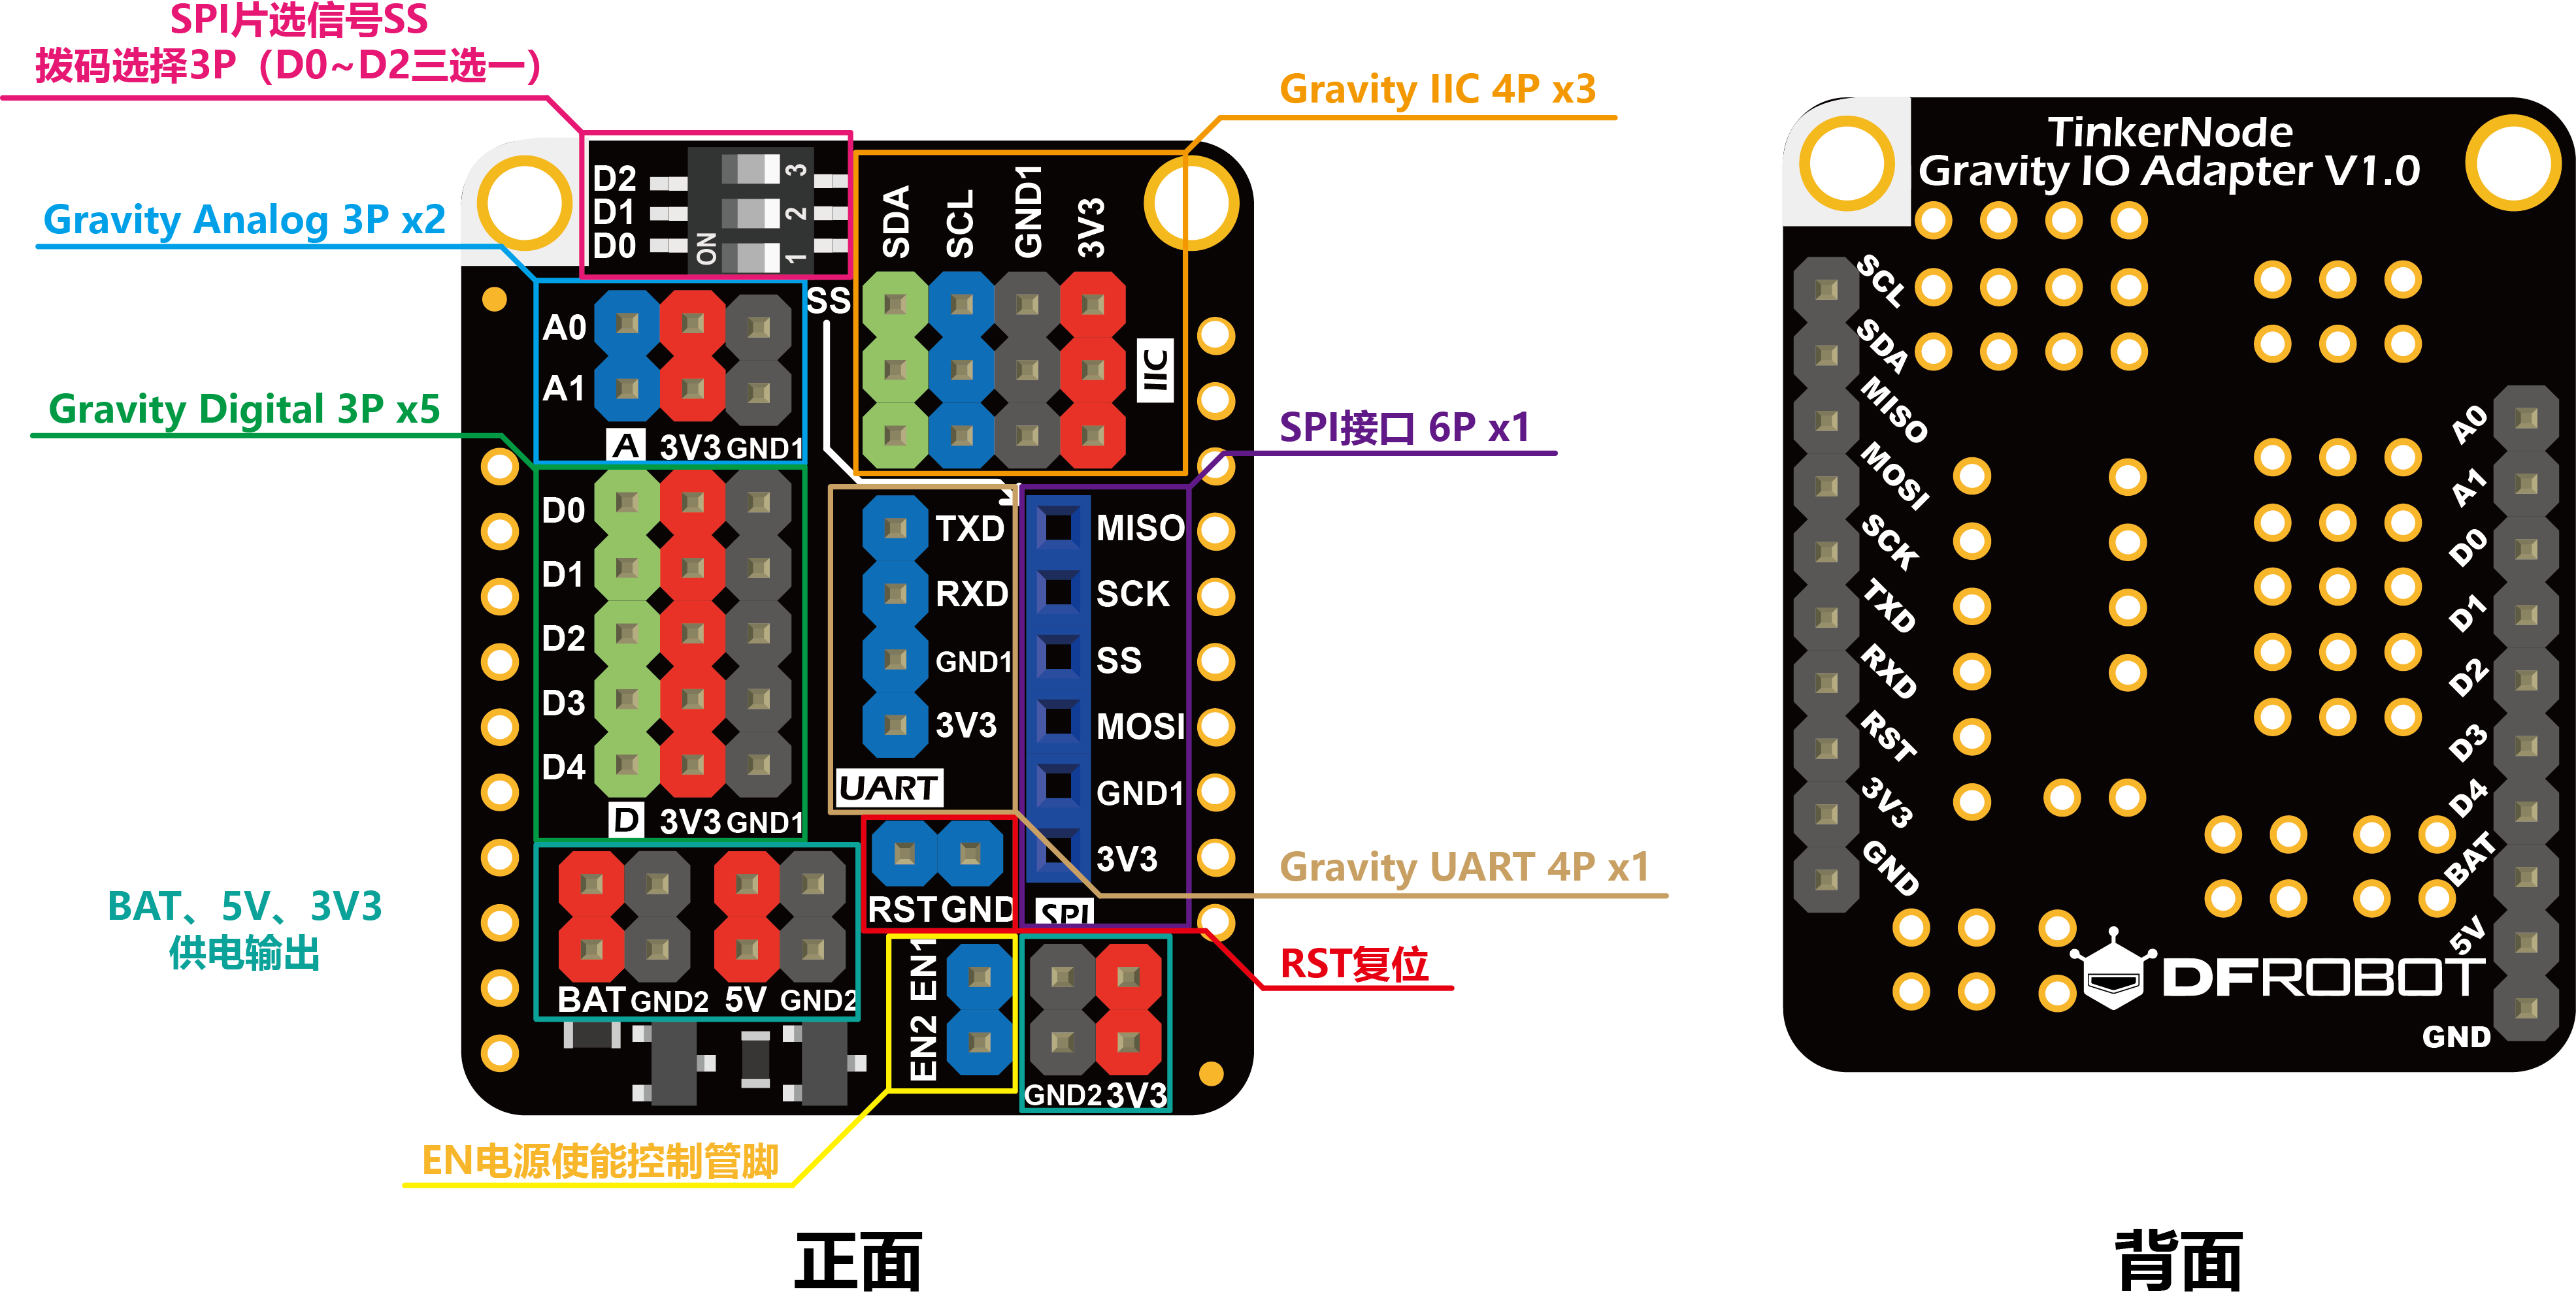 SPI片选信号SS
拨码选择3P（D0~D2三选一）
Gravity Analog 3P x2
Gravity Digital 3P x5
BAT、5V、3V3
供电输出
EN电源使能控制管脚
Gravity IIC 4P x3
SPI接口 6P x1
Gravity UART 4P x1
RST复位
D2
D1
D0
ON
3
2
1
SS
SDA
SCL
GND1
3V3
IIC
A0
A1
A 3V3 GND1
D0
D1
D2
D3
D4
D 3V3 GND1
TXD
RXD
GND1
3V3
UART
1
MISO
SCK
SS
MOSI
GND1
3V3
SPI
RST GND
BAT GND2 5V GND2
EN1
EN2
GND2 3V3
正面
TinkerNode
Gravity IO Adapter V1.0
SCL
SDA
MISO
MOSI
SCK
TXD
RXD
RST
3V3
GND
A0
A1
D0
D1
D2
D3
D4
BAT
5V
GND
DFROBOT
背面